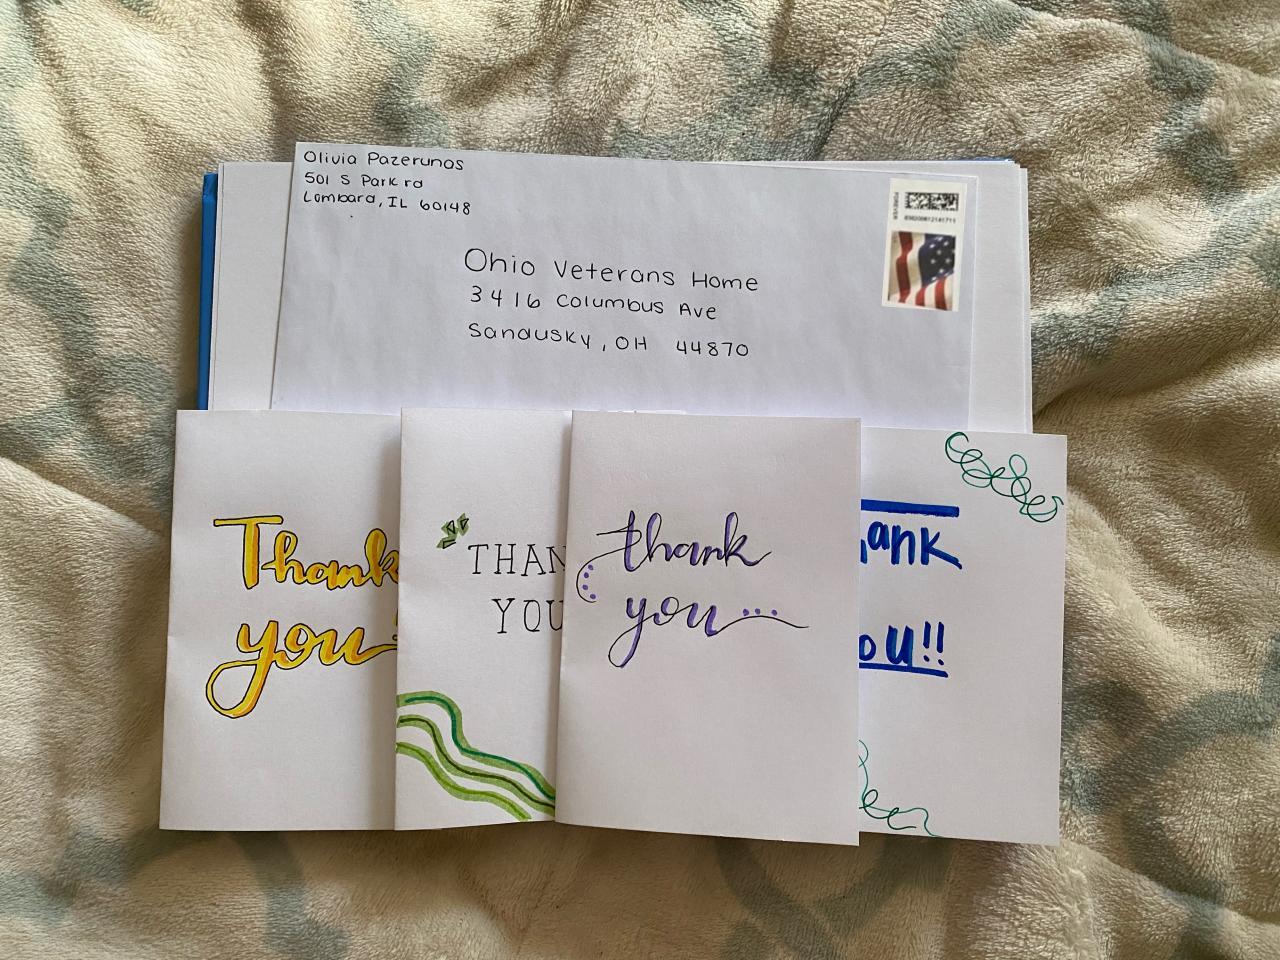 Olivia Pazerunas
501 S Park rd
Lombard, IL 60148
FOREVER
Ohio Veterans Home
3416 Columbus Ave
Sandusky, OH 44870
Thank
you
THAN
YOU
thank
you...
ank
ou!!